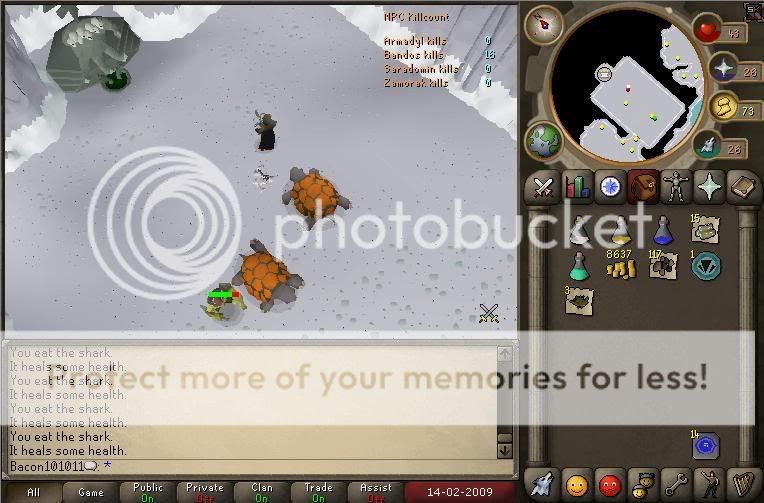 NPC killcount
Armadyl kills 0
Bandos kills 16
Saradomin kills 0
Zamorak kills 0
43
26
73
26
photobucket
15
8637
117
1
3
You eat the shark.
It heals some health.
You eat the shark.
It heals some health.
You eat the shark.
It heals some health.
You eat the shark.
It heals some health.
Protect more of your memories for less!
14
Bacon101011: *
All
Game
Public
On
Private
Off
Clan
On
Trade
On
Assist
Off
14-02-2009